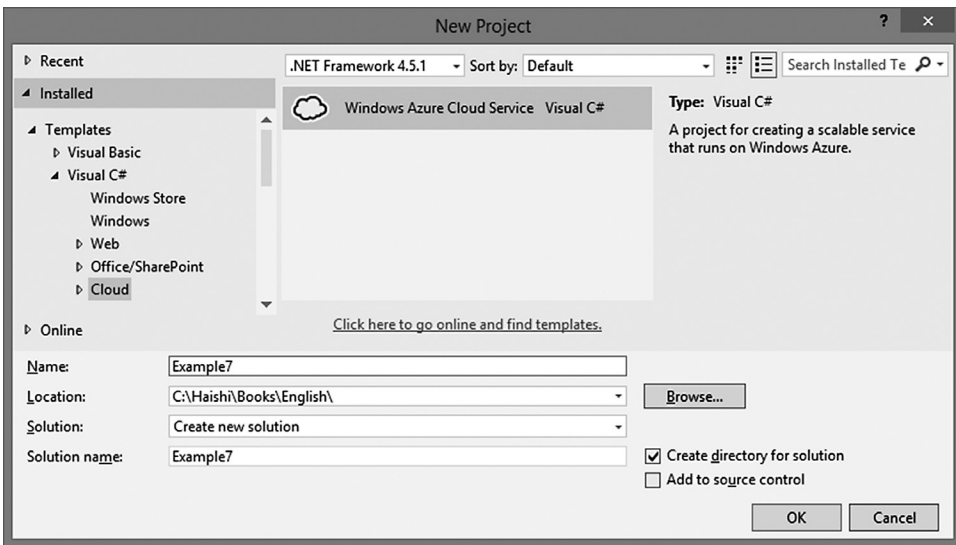 New Project
?
Recent
.NET Framework 4.5.1
Sort by: Default
Search Installed Te
Installed
Templates
Visual Basic
Visual C#
Windows Store
Windows
Web
Office/SharePoint
Cloud
Online
Windows Azure Cloud Service Visual C#
Click here to go online and find templates.
Type: Visual C#
A project for creating a scalable service
that runs on Windows Azure.
Name: Example7
Location: C:\Haishi\Books\English\
Browse...
Solution: Create new solution
Solution name: Example7
Create directory for solution
Add to source control
OK
Cancel